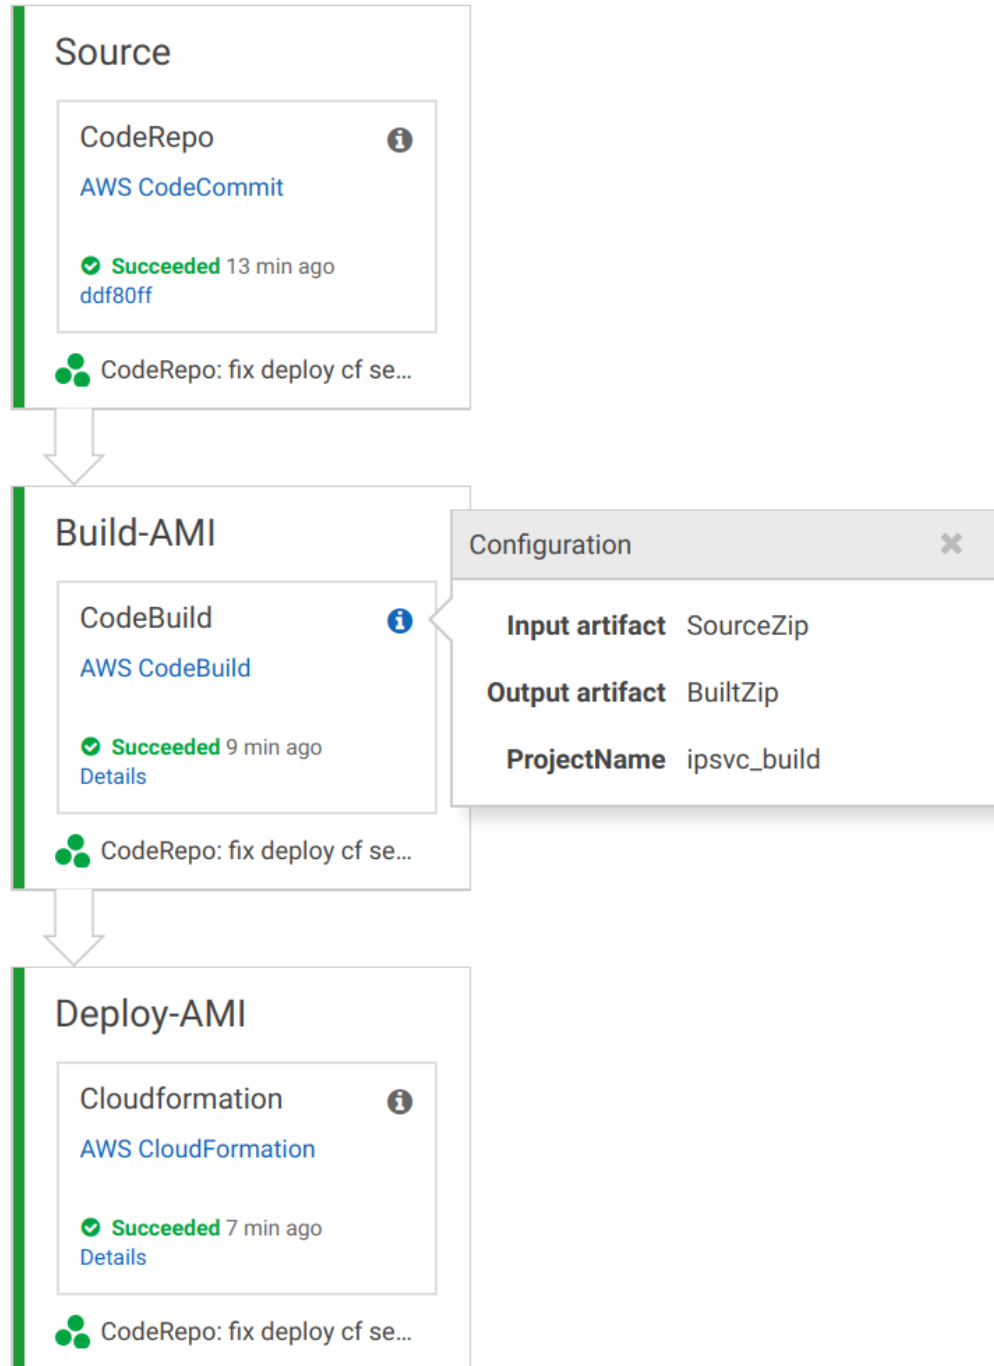 Source
CodeRepo
AWS CodeCommit
Succeeded 13 min ago
ddf80ff
CodeRepo: fix deploy cf se...
Build-AMI
CodeBuild
AWS CodeBuild
Succeeded 9 min ago
Details
CodeRepo: fix deploy cf se...
Configuration
Input artifact SourceZip
Output artifact BuiltZip
ProjectName ipsvc_build
Deploy-AMI
Cloudformation
AWS CloudFormation
Succeeded 7 min ago
Details
CodeRepo: fix deploy cf se...